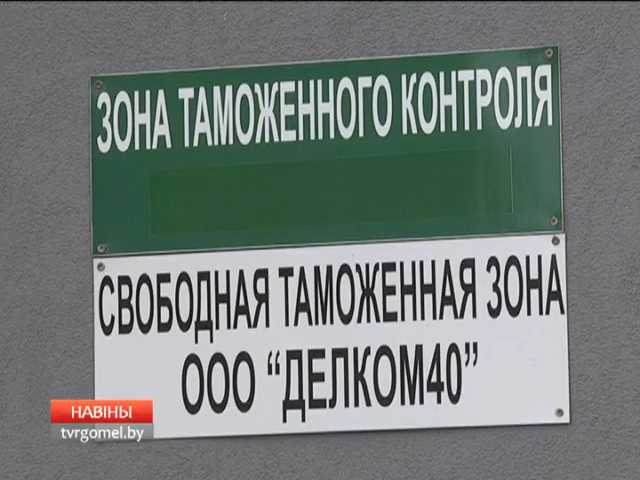 ЗОНА ТАМОЖЕННОГО КОНТРОЛЯ
СВОБОДНАЯ ТАМОЖЕННАЯ ЗОНА
ООО “ДЕЛКОМ40”
НАВІНЫ
tvrgomel.by